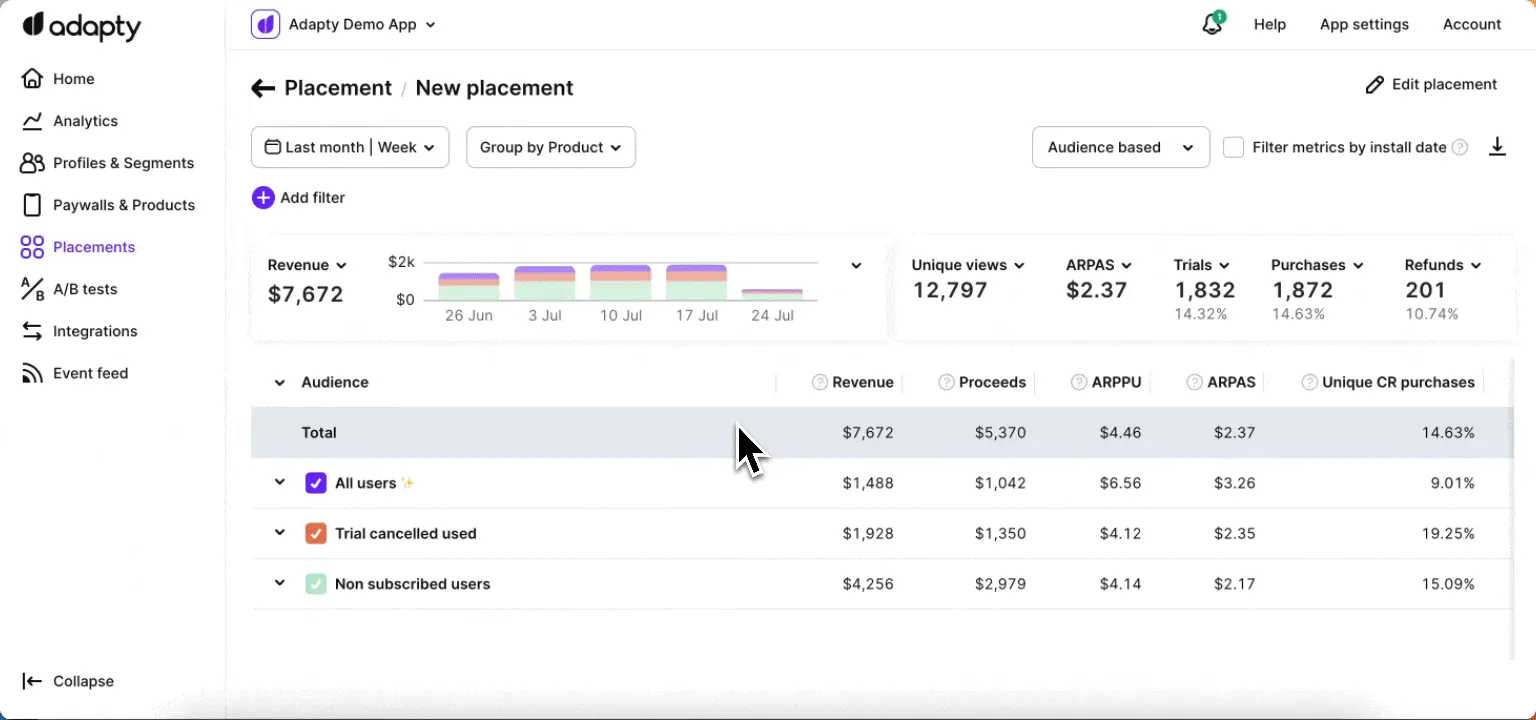 adapty
Adapty Demo App
1
Help
App settings
Account
Home
Analytics
Profiles & Segments
Paywalls & Products
Placements
A/B tests
Integrations
Event feed
Collapse
Placement / New placement
Edit placement
Last month | Week
Group by Product
Audience based
Filter metrics by install date ?
Add filter
Revenue
$7,672
$2k
$0
26 Jun 3 Jul 10 Jul 17 Jul 24 Jul
Unique views
12,797
ARPAS
$2.37
Trials
1,832
14.32%
Purchases
1,872
14.63%
Refunds
201
10.74%
Audience ? Revenue ? Proceeds ? ARPPU ? ARPAS ? Unique CR purchases
Total $7,672 $5,370 $4.46 $2.37 14.63%
All users ✨ $1,488 $1,042 $6.56 $3.26 9.01%
Trial cancelled used $1,928 $1,350 $4.12 $2.35 19.25%
Non subscribed users $4,256 $2,979 $4.14 $2.17 15.09%